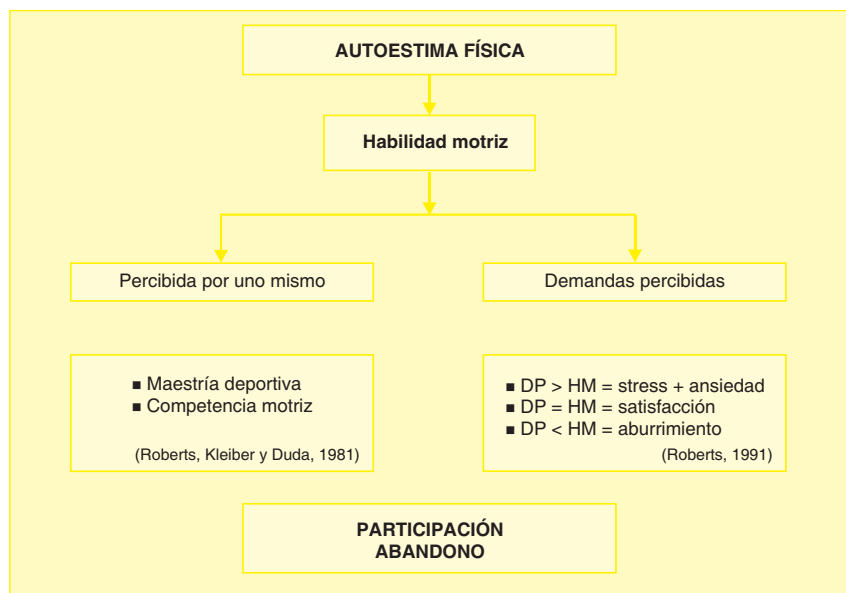 AUTOESTIMA FÍSICA
Habilidad motriz
Percibida por uno mismo
Demandas percibidas
■ Maestría deportiva
■ Competencia motriz
(Roberts, Kleiber y Duda, 1981)
■ DP > HM = stress + ansiedad
■ DP = HM = satisfacción
■ DP < HM = aburrimiento
(Roberts, 1991)
PARTICIPACIÓN
ABANDONO